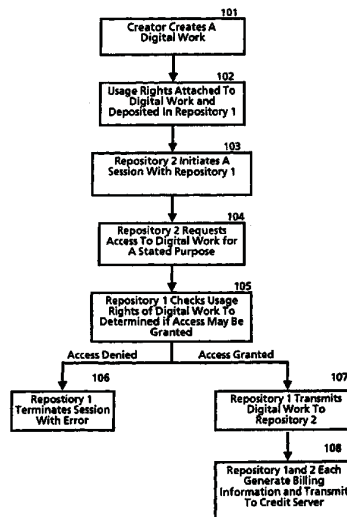 101
Creator Creates A
Digital Work
102
Usage Rights Attached To
Digital Work and
Deposited In Repository 1
103
Repository 2 Initiates A
Session With Repository 1
104
Repository 2 Requests
Access To Digital Work for
A Stated Purpose
105
Repository 1 Checks Usage
Rights of Digital Work To
Determined if Access May Be
Granted
Access Denied
Access Granted
106
Repostiory 1
Terminates Session
With Error
107
Repository 1 Transmits
Digital Work To
Repository 2
108
Repository 1and 2 Each
Generate Billing
Information and Transmit
To Credit Server